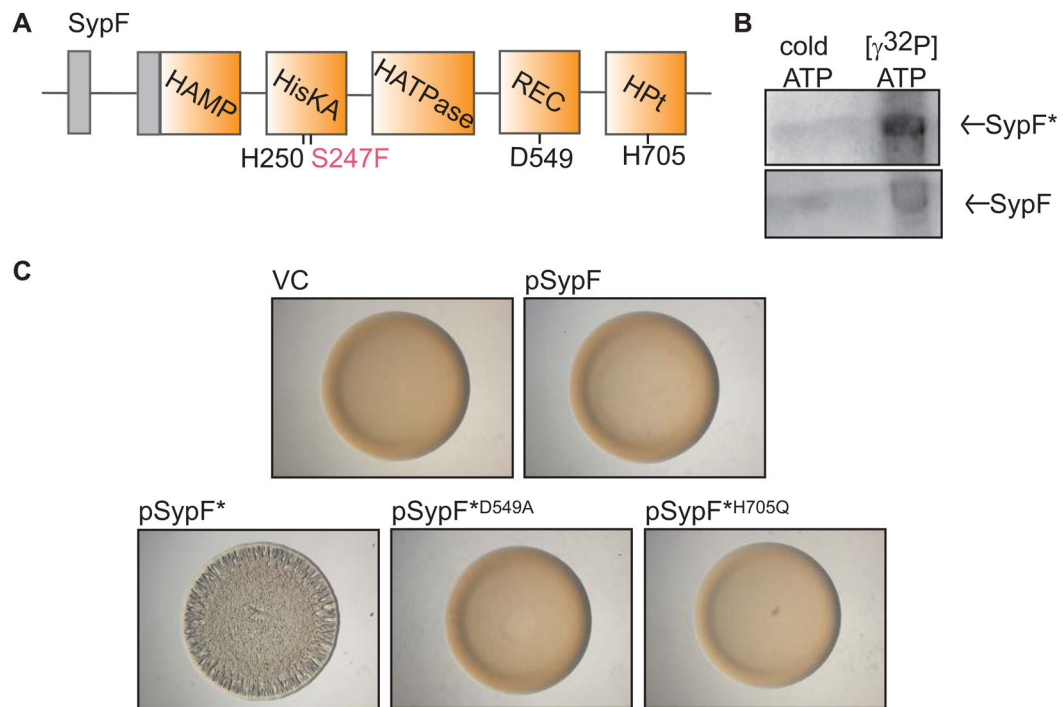 A
SypF
HAMP
HisKA
HATPase
REC
HPt
H250 S247F
D549
H705
B
cold ATP
[γ32P] ATP
←SypF*
←SypF
C
VC
pSypF
pSypF*
pSypF*D549A
pSypF*H705Q